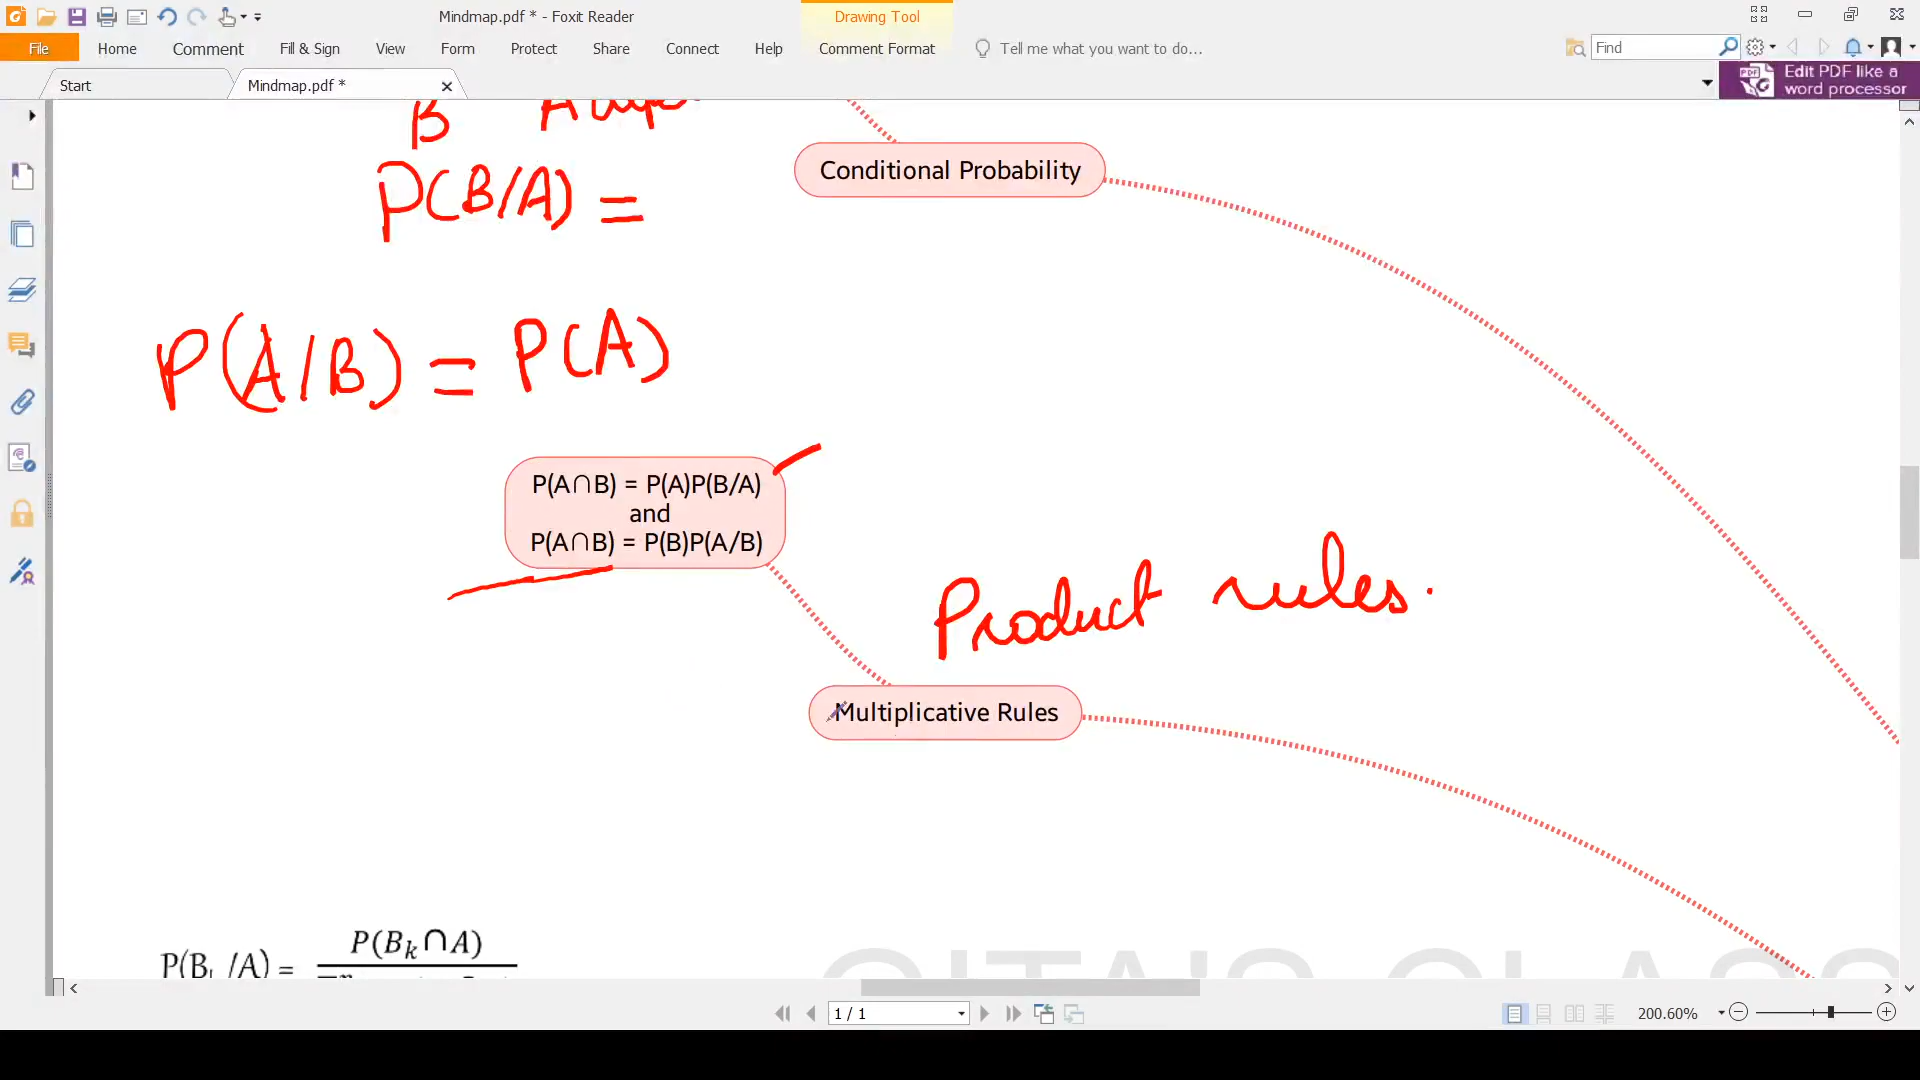 Mindmap.pdf * - Foxit Reader
Drawing Tool
File Home Comment Fill & Sign View Form Protect Share Connect Help Comment Format Tell me what you want to do... Find
Start
Mindmap.pdf *
Edit PDF like a
word processor
B
P(B/A) =
Conditional Probability
P(A/B) = P(A)
P(A∩B) = P(A)P(B/A)
and
P(A∩B) = P(B)P(A/B)
Product rules.
Multiplicative Rules
P(Bₖ∩A)
P(B /A) =
1 / 1
200.60%